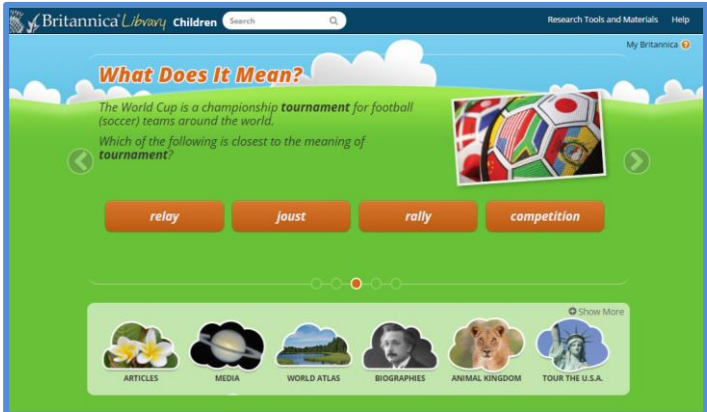 Britannica Library Children Search Research Tools and Materials Help
My Britannica ?
What Does It Mean?
The World Cup is a championship tournament for football
(soccer) teams around the world.
Which of the following is closest to the meaning of
tournament?
relay joust rally competition
Show More
ARTICLES MEDIA WORLD ATLAS BIOGRAPHIES ANIMAL KINGDOM TOUR THE U.S.A.